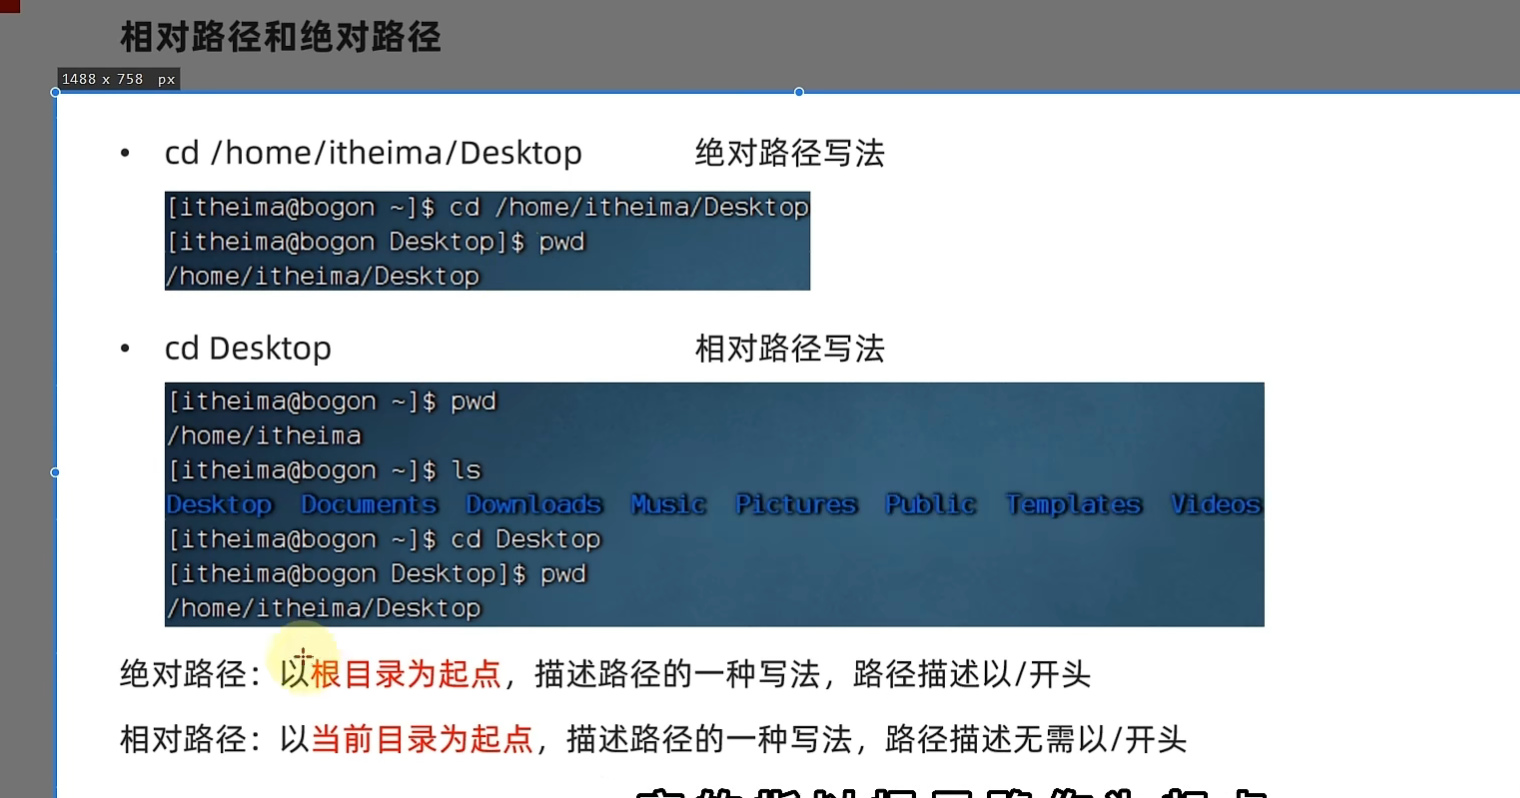 相对路径和绝对路径
1488 x 758 px
• cd /home/itheima/Desktop 绝对路径写法
[itheima@bogon ~]$ cd /home/itheima/Desktop
[itheima@bogon Desktop]$ pwd
/home/itheima/Desktop
• cd Desktop 相对路径写法
[itheima@bogon ~]$ pwd
/home/itheima
[itheima@bogon ~]$ ls
Desktop Documents Downloads Music Pictures Public Templates Videos
[itheima@bogon ~]$ cd Desktop
[itheima@bogon Desktop]$ pwd
/home/itheima/Desktop
绝对路径：以根目录为起点，描述路径的一种写法，路径描述以/开头
相对路径：以当前目录为起点，描述路径的一种写法，路径描述无需以/开头